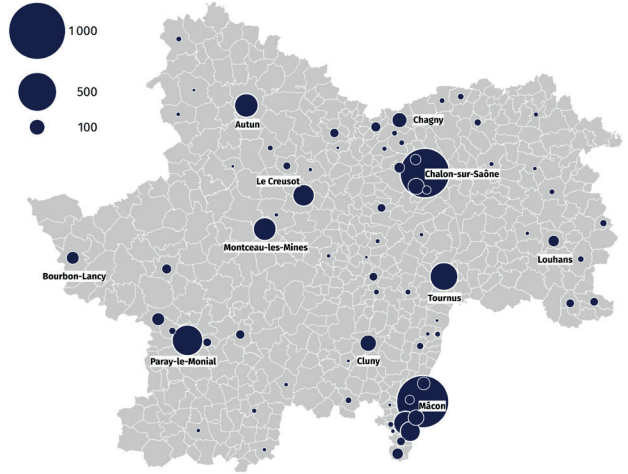 1 000
500
100
Autun
Chagny
Chalon-sur-Saône
Le Creusot
Montceau-les-Mines
Bourbon-Lancy
Louhans
Tournus
Paray-le-Monial
Cluny
Mâcon